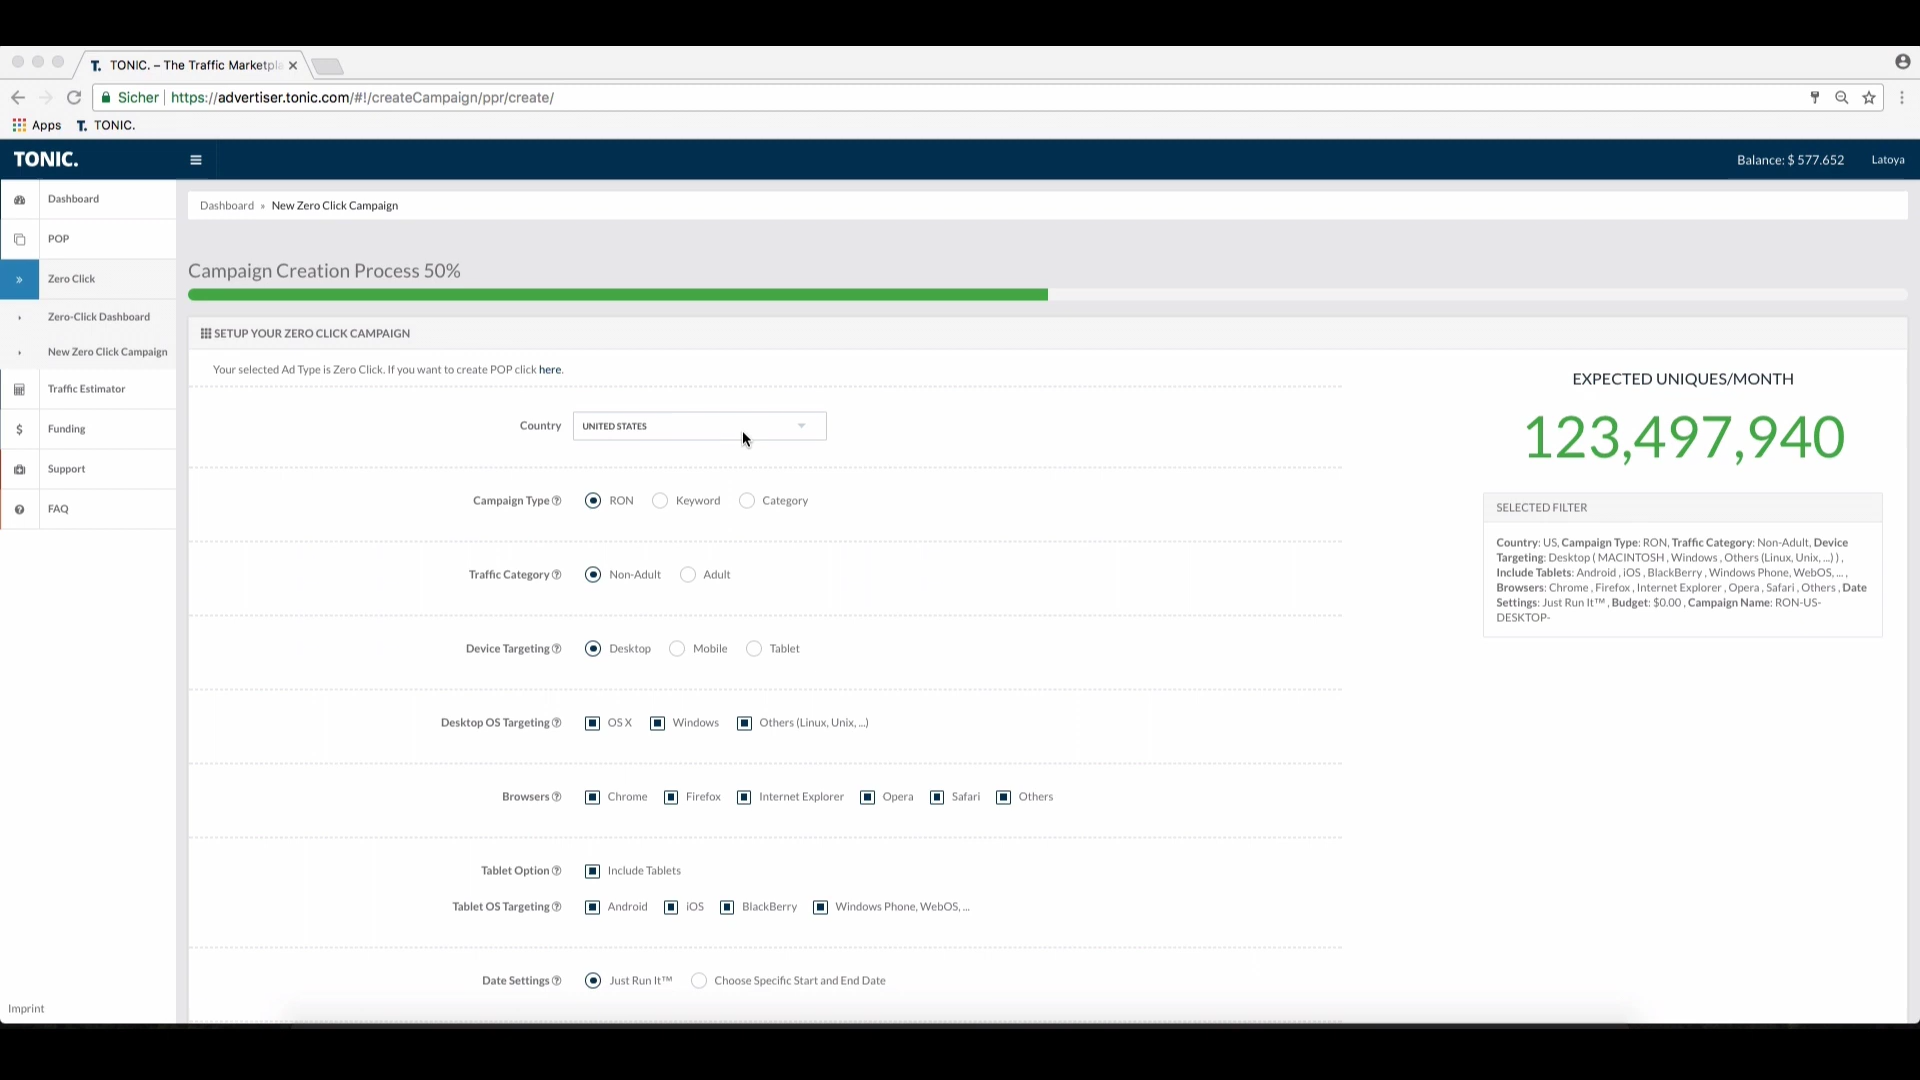 T. TONIC. – The Traffic Marketpla
Sicher https://advertiser.tonic.com/#!/createCampaign/ppr/create/
Apps T. TONIC.
TONIC. Balance: $ 577.652 Latoya
Dashboard
POP
Zero Click
Zero-Click Dashboard
New Zero Click Campaign
Traffic Estimator
Funding
Support
FAQ
Imprint
Dashboard » New Zero Click Campaign
Campaign Creation Process 50%
SETUP YOUR ZERO CLICK CAMPAIGN
Your selected Ad Type is Zero Click. If you want to create POP click here.
Country UNITED STATES
Campaign Type RON Keyword Category
Traffic Category Non-Adult Adult
Device Targeting Desktop Mobile Tablet
Desktop OS Targeting OS X Windows Others (Linux, Unix, ...)
Browsers Chrome Firefox Internet Explorer Opera Safari Others
Tablet Option Include Tablets
Tablet OS Targeting Android iOS BlackBerry Windows Phone, WebOS, ...
Date Settings Just Run It™ Choose Specific Start and End Date
EXPECTED UNIQUES/MONTH
123,497,940
SELECTED FILTER
Country: US, Campaign Type: RON, Traffic Category: Non-Adult, Device
Targeting: Desktop ( MACINTOSH , Windows , Others (Linux, Unix, ...) ) ,
Include Tablets: Android , iOS , BlackBerry , Windows Phone, WebOS, ... ,
Browsers: Chrome , Firefox , Internet Explorer , Opera , Safari , Others , Date
Settings: Just Run It™ , Budget: $0.00 , Campaign Name: RON-US-
DESKTOP-